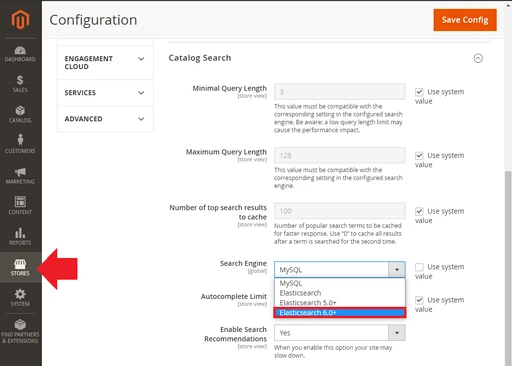 Configuration
Save Config
DASHBOARD
$
SALES
CATALOG
CUSTOMERS
MARKETING
CONTENT
REPORTS
STORES
SYSTEM
FIND PARTNERS
& EXTENSIONS
ENGAGEMENT
CLOUD
SERVICES
ADVANCED
Catalog Search
Minimal Query Length
[store view]
3
Use system
value
This value must be compatible with the
corresponding setting in the configured search
engine. Be aware: a low query length limit may
cause the performance impact.
Maximum Query Length
[store view]
128
Use system
value
This value must be compatible with the
corresponding setting in the configured search
engine.
Number of top search results
to cache
[store view]
100
Use system
value
Number of popular search terms to be cached
for faster response. Use "0" to cache all results
after a term is searched for the second time.
Search Engine
[global]
MySQL
Use system
value
MySQL
Elasticsearch
Elasticsearch 5.0+
Elasticsearch 6.0+
Autocomplete Limit
[store view]
Use system
value
Enable Search
Recommendations
[store view]
Yes
When you enable this option your site may
slow down.